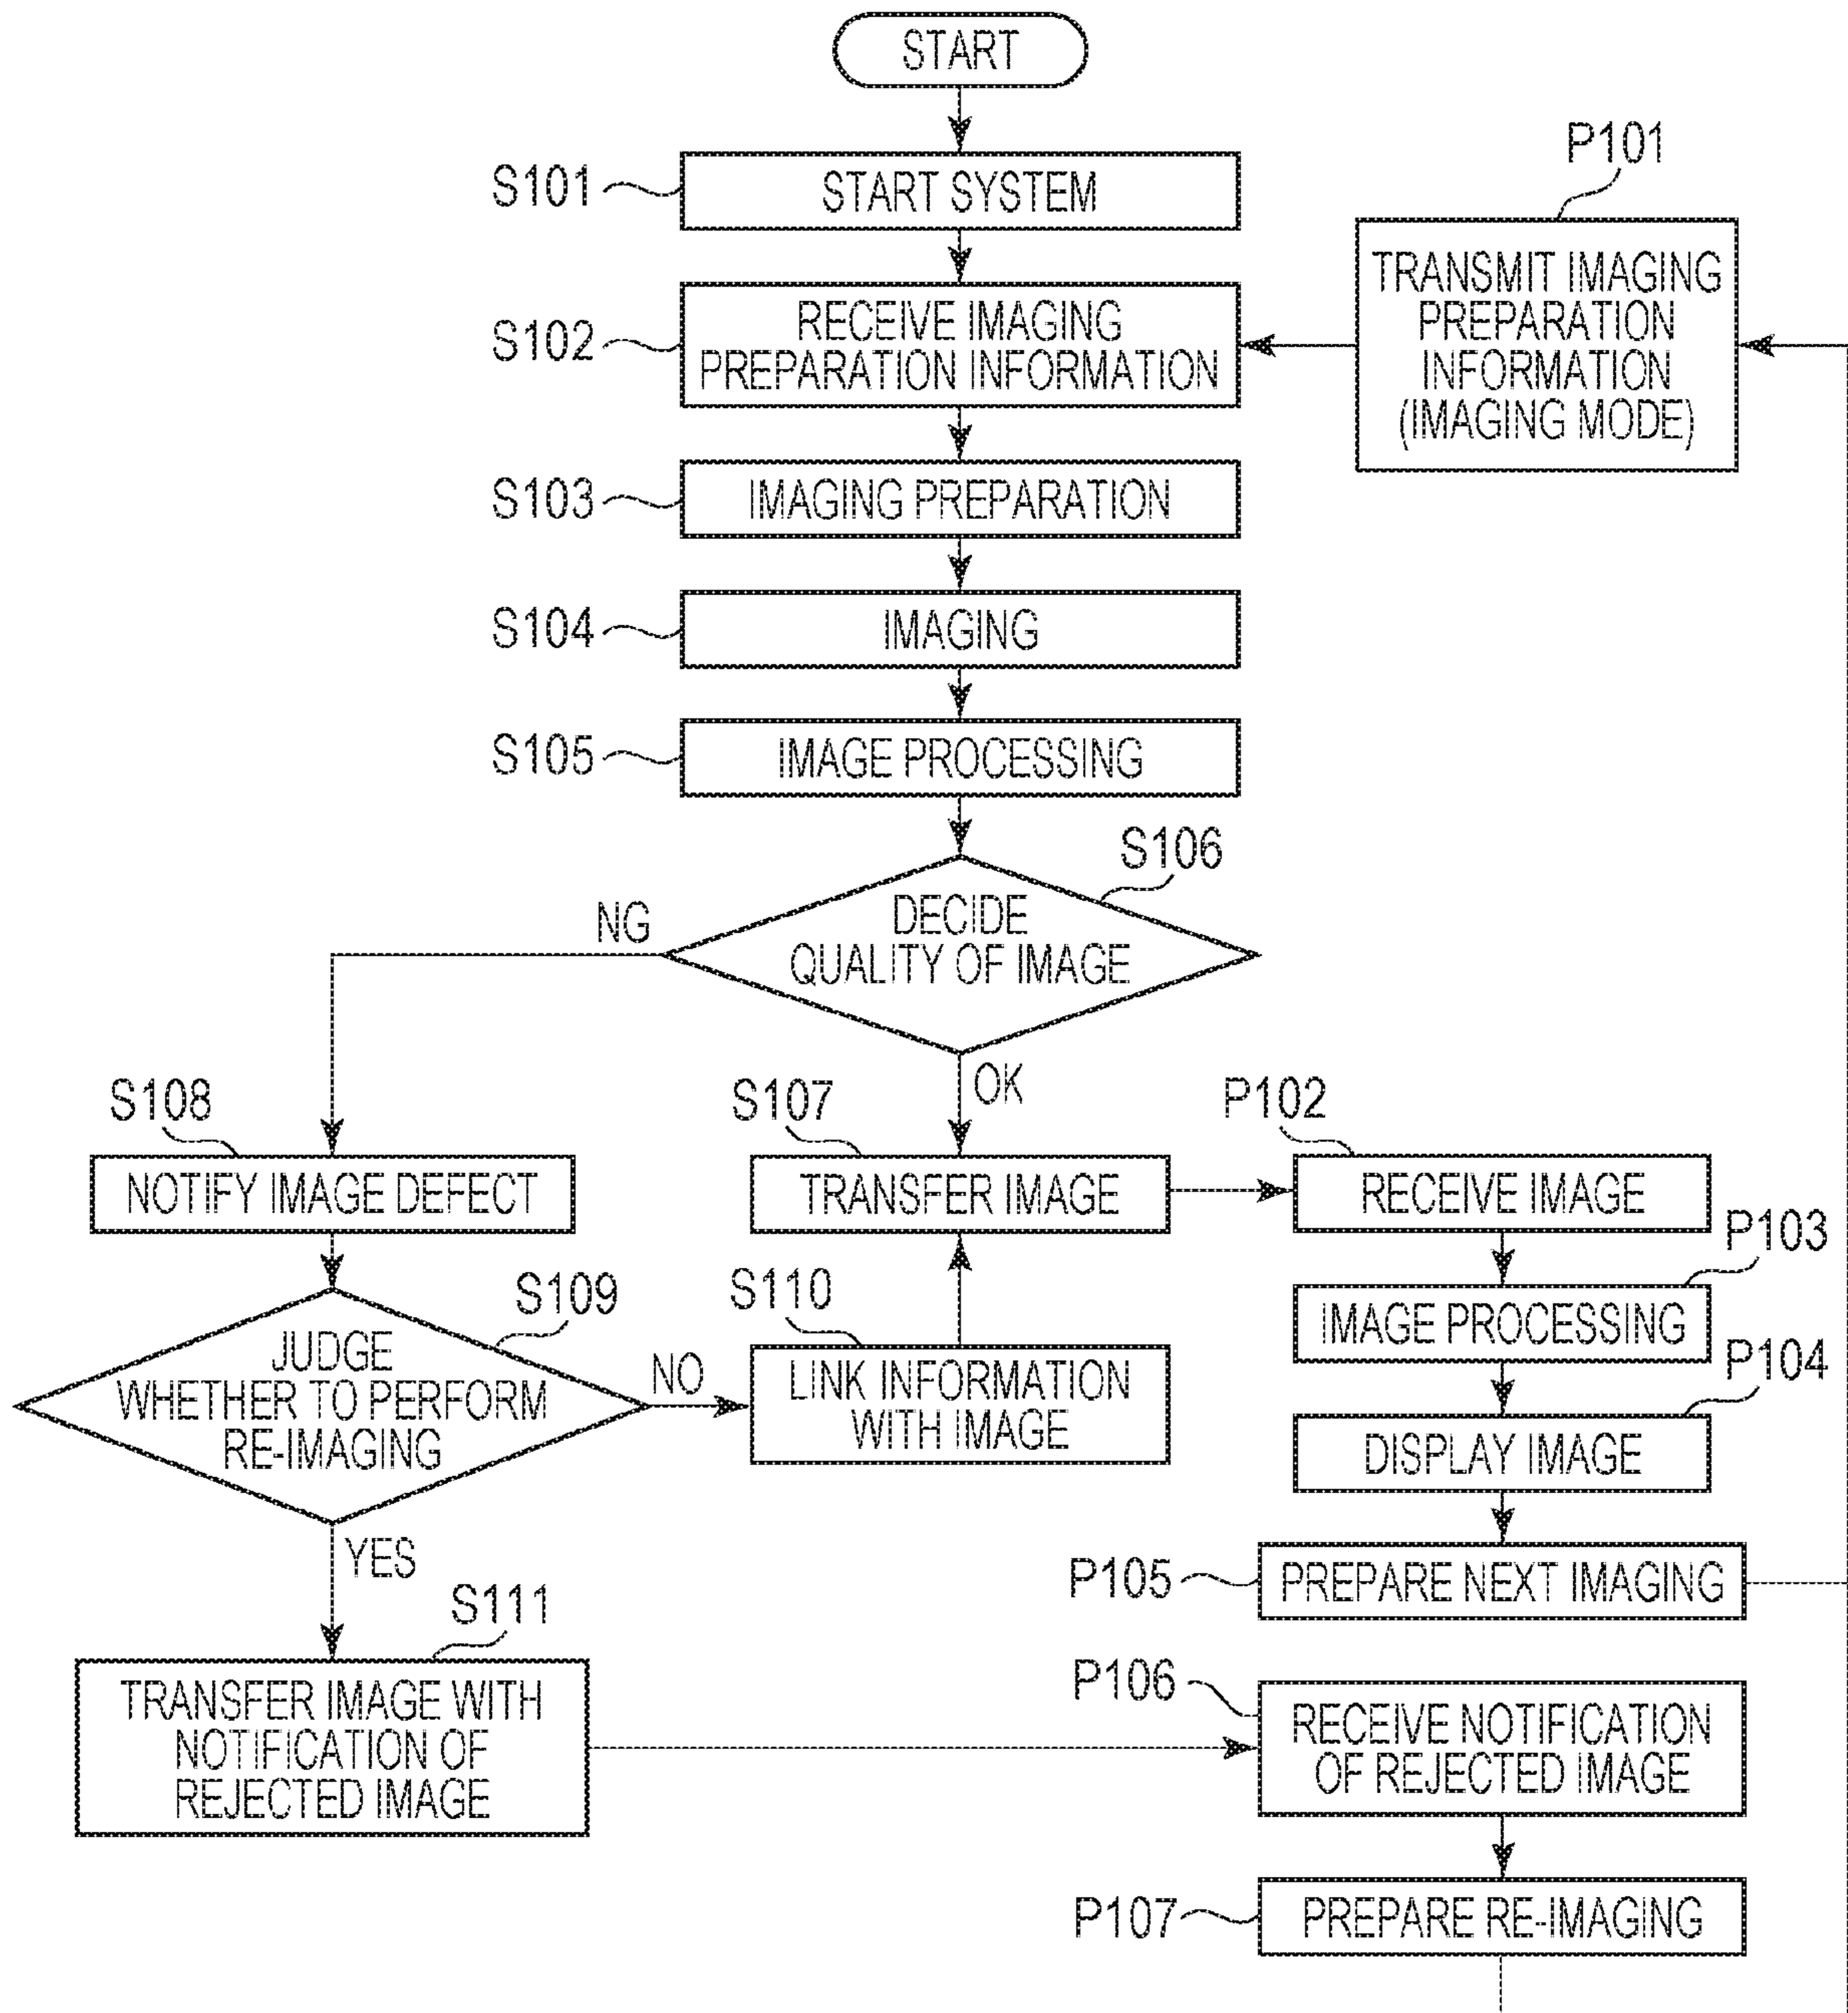 START
S101
START SYSTEM
P101
TRANSMIT IMAGING
PREPARATION
INFORMATION
(IMAGING MODE)
S102
RECEIVE IMAGING
PREPARATION INFORMATION
S103
IMAGING PREPARATION
S104
IMAGING
S105
IMAGE PROCESSING
S106
DECIDE
QUALITY OF IMAGE
NG
OK
S108
NOTIFY IMAGE DEFECT
S107
TRANSFER IMAGE
P102
RECEIVE IMAGE
P103
IMAGE PROCESSING
S109
JUDGE
WHETHER TO PERFORM
RE-IMAGING
NO
S110
LINK INFORMATION
WITH IMAGE
P104
DISPLAY IMAGE
YES
P105
PREPARE NEXT IMAGING
S111
TRANSFER IMAGE WITH
NOTIFICATION OF
REJECTED IMAGE
P106
RECEIVE NOTIFICATION
OF REJECTED IMAGE
P107
PREPARE RE-IMAGING